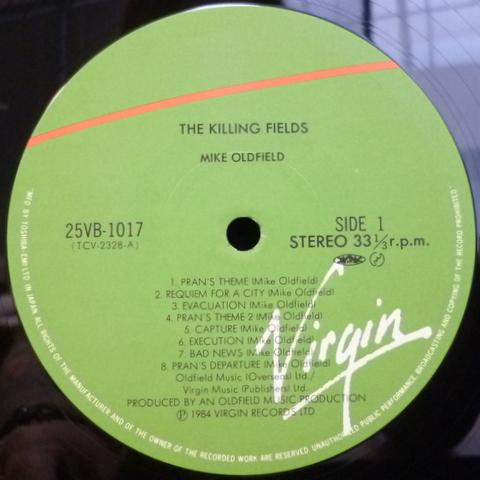 THE KILLING FIELDS
MIKE OLDFIELD
25VB-1017
(TCV-2328-A)
SIDE 1
STEREO 33⅓ r.p.m.
1. PRAN'S THEME (Mike Oldfield)
2. REQUIEM FOR A CITY (Mike Oldfield)
3. EVACUATION (Mike Oldfield)
4. PRAN'S THEME 2 (Mike Oldfield)
5. CAPTURE (Mike Oldfield)
6. EXECUTION (Mike Oldfield)
7. BAD NEWS (Mike Oldfield)
8. PRAN'S DEPARTURE (Mike Oldfield)
Oldfield Music (Overseas) Ltd./
Virgin Music (Publishers) Ltd.
PRODUCED BY AN OLDFIELD MUSIC PRODUCTION
℗ 1984 VIRGIN RECORDS LTD.
Virgin
MF'D BY TOSHIBA EMI LTD. IN JAPAN. ALL RIGHTS OF THE MANUFACTURER AND OF THE OWNER OF THE RECORDED WORK ARE RESERVED. UNAUTHORIZED PUBLIC PERFORMANCE, BROADCASTING AND COPYING OF THE RECORD PROHIBITED.